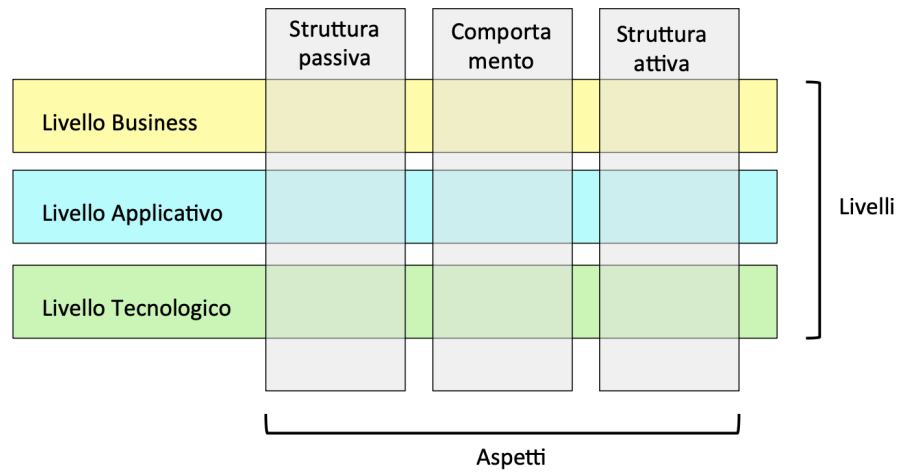 Struttura
passiva
Comporta
mento
Struttura
attiva
Livello Business
Livello Applicativo
Livelli
Livello Tecnologico
Aspetti